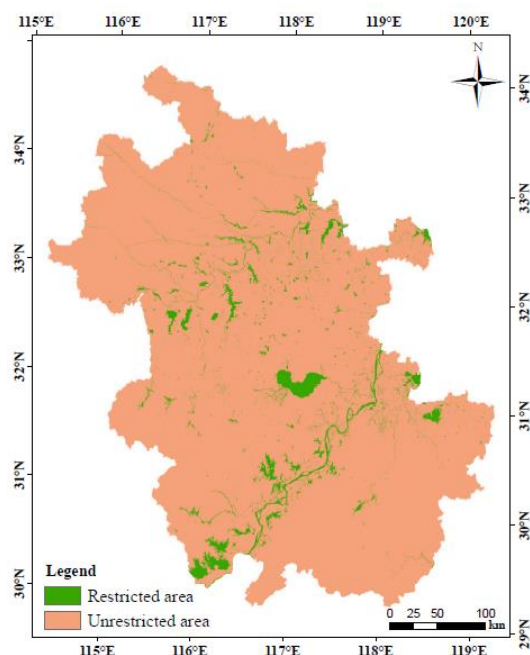 115°E 116°E 117°E 118°E 119°E 120°E
N
34°N
34°N
33°N
33°N
32°N
32°N
31°N
31°N
30°N
30°N
29°N
Legend
Restricted area
Unrestricted area
0 25 50 100
km
115°E 116°E 117°E 118°E 119°E